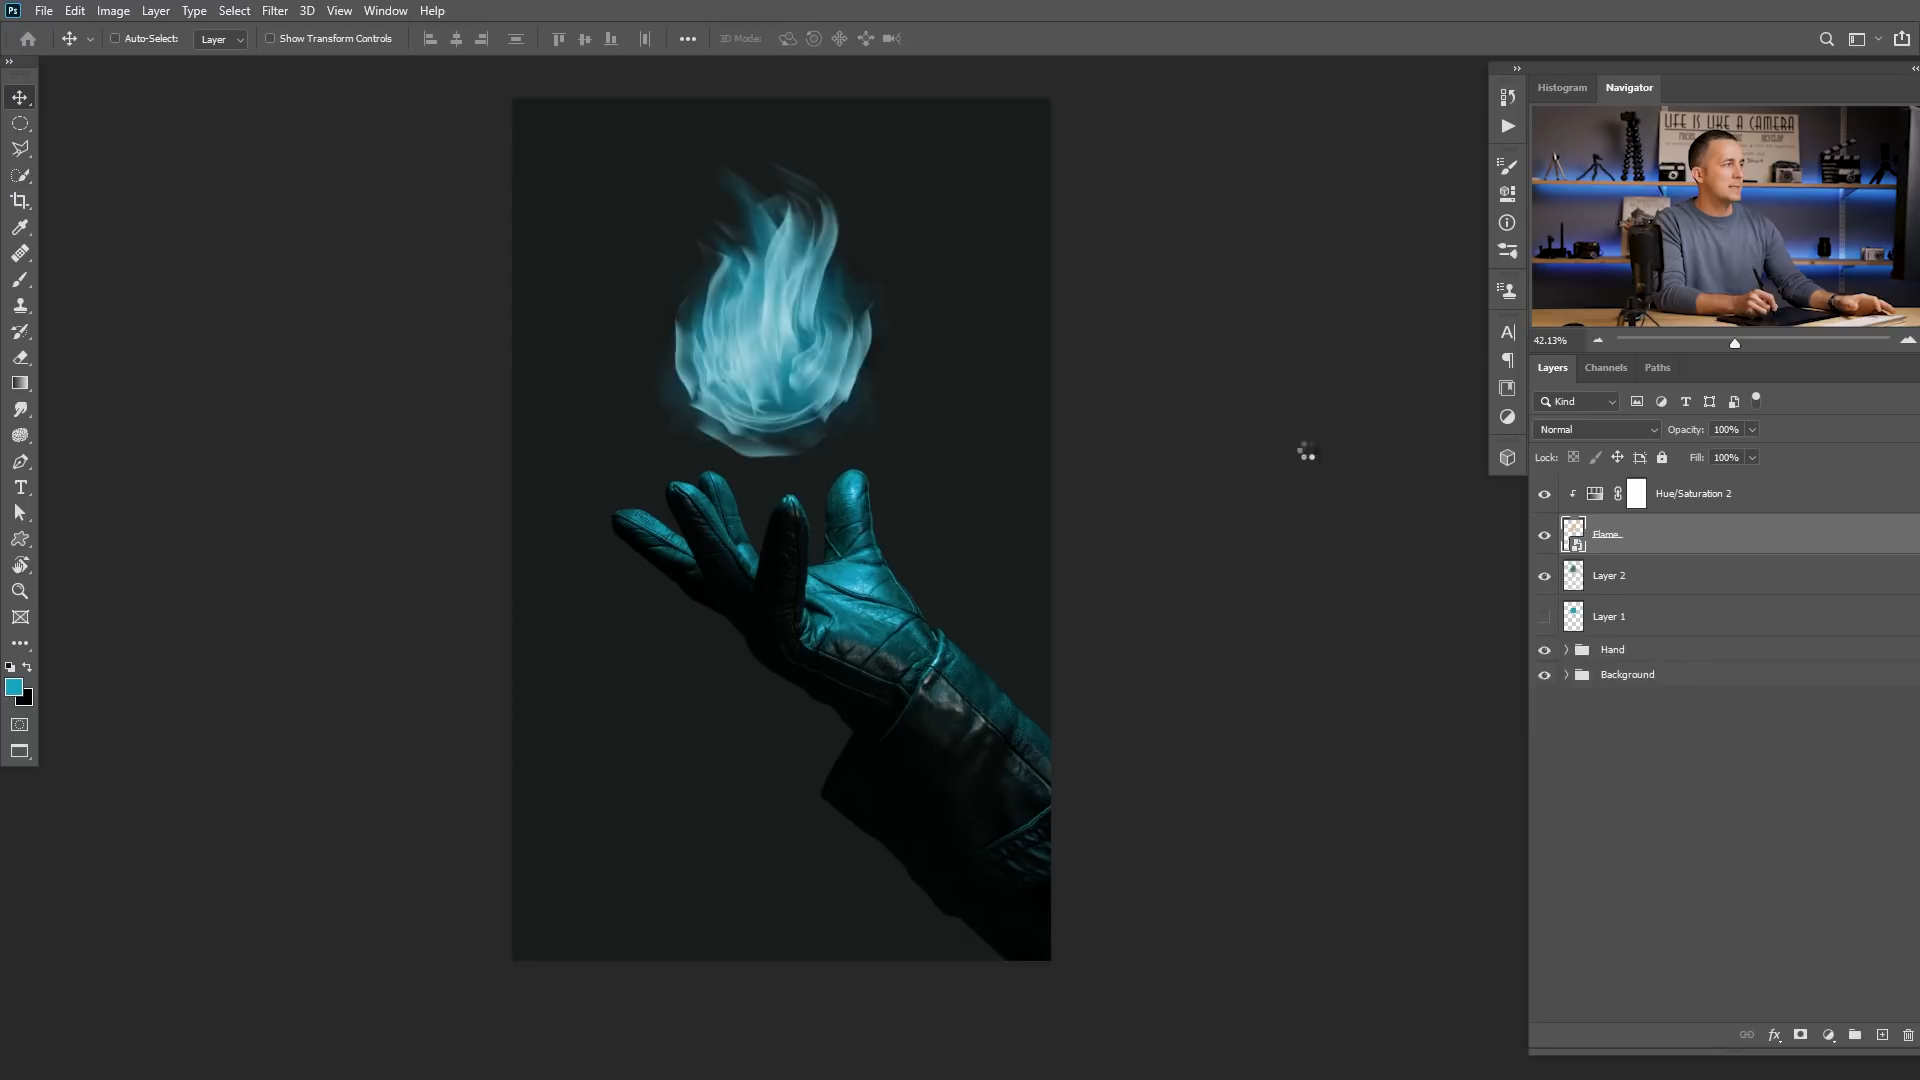 Ps File Edit Image Layer Type Select Filter 3D View Window Help
Auto-Select: Layer Show Transform Controls 3D Mode:
Histogram Navigator
LIFE IS LIKE A CAMERA
42.13%
Layers Channels Paths
Kind
Normal Opacity: 100%
Lock: Fill: 100%
Hue/Saturation 2
Flame
Layer 2
Layer 1
Hand
Background
fx